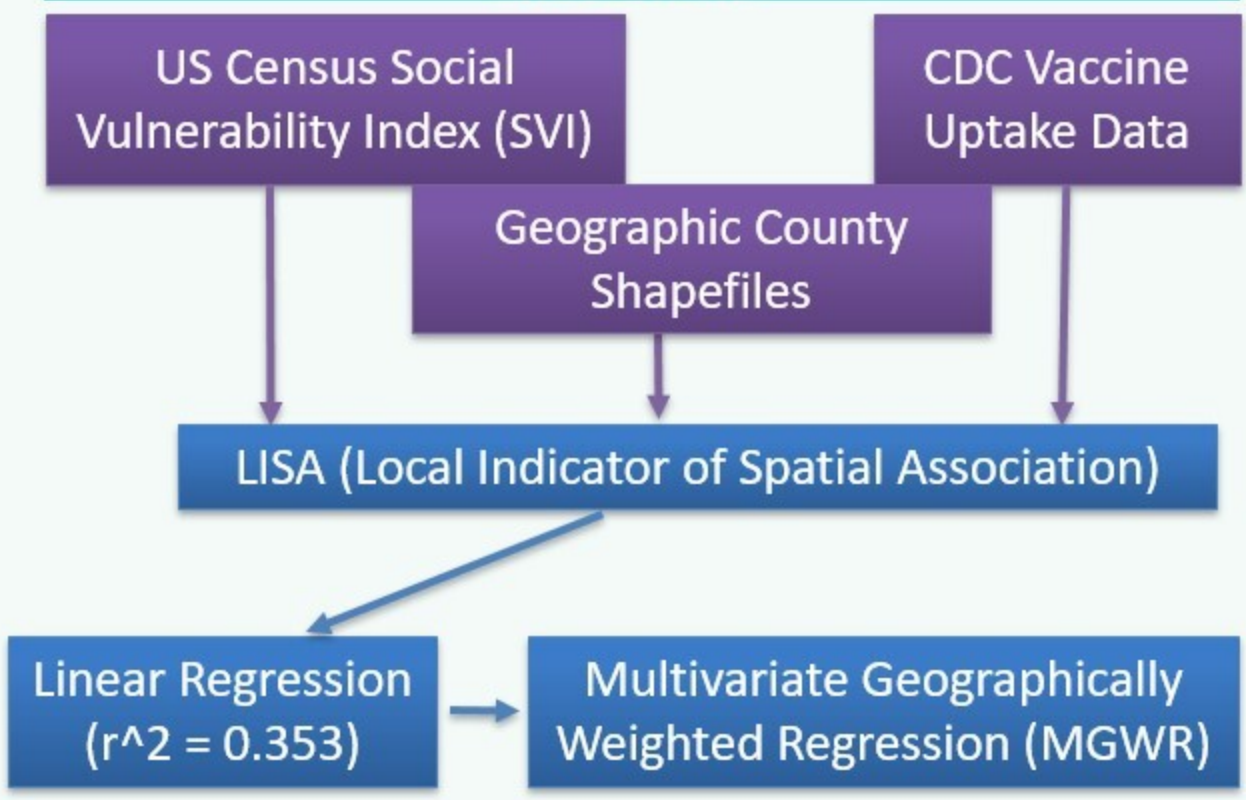 US Census Social
Vulnerability Index (SVI)
CDC Vaccine
Uptake Data
Geographic County
Shapefiles
LISA (Local Indicator of Spatial Association)
Linear Regression
(r^2 = 0.353)
Multivariate Geographically
Weighted Regression (MGWR)